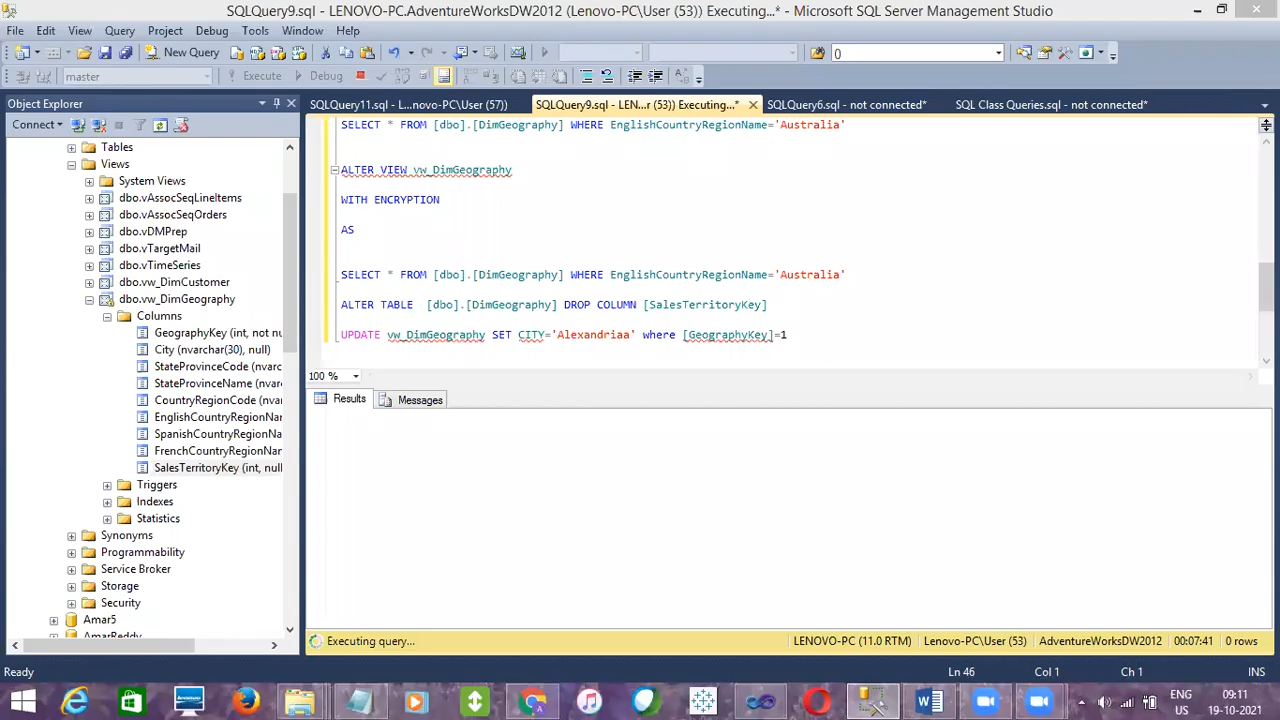 SQLQuery9.sql - LENOVO-PC.AdventureWorksDW2012 (Lenovo-PC\User (53)) Executing...* - Microsoft SQL Server Management Studio
File Edit View Query Project Debug Tools Window Help
New Query ()
master Execute Debug
Object Explorer
SQLQuery11.sql - L...novo-PC\User (57)) SQLQuery9.sql - LEN...r (53)) Executing...* SQLQuery6.sql - not connected* SQL Class Queries.sql - not connected*
Connect
Tables
Views
System Views
dbo.vAssocSeqLineItems
dbo.vAssocSeqOrders
dbo.vDMPrep
dbo.vTargetMail
dbo.vTimeSeries
dbo.vw_DimCustomer
dbo.vw_DimGeography
Columns
GeographyKey (int, not nu
City (nvarchar(30), null)
StateProvinceCode (nvarc
StateProvinceName (nvarc
CountryRegionCode (nvar
EnglishCountryRegionNam
SpanishCountryRegionNa
FrenchCountryRegionNan
SalesTerritoryKey (int, null
Triggers
Indexes
Statistics
Synonyms
Programmability
Service Broker
Storage
Security
Amar5
AmarReddy
SELECT * FROM [dbo].[DimGeography] WHERE EnglishCountryRegionName='Australia'
ALTER VIEW vw_DimGeography
WITH ENCRYPTION
AS
SELECT * FROM [dbo].[DimGeography] WHERE EnglishCountryRegionName='Australia'
ALTER TABLE [dbo].[DimGeography] DROP COLUMN [SalesTerritoryKey]
UPDATE vw_DimGeography SET CITY='Alexandriaa' where [GeographyKey]=1
100 %
Results Messages
Executing query... LENOVO-PC (11.0 RTM) Lenovo-PC\User (53) AdventureWorksDW2012 00:07:41 0 rows
Ready Ln 46 Col 1 Ch 1 INS
ENG 09:11
US 19-10-2021